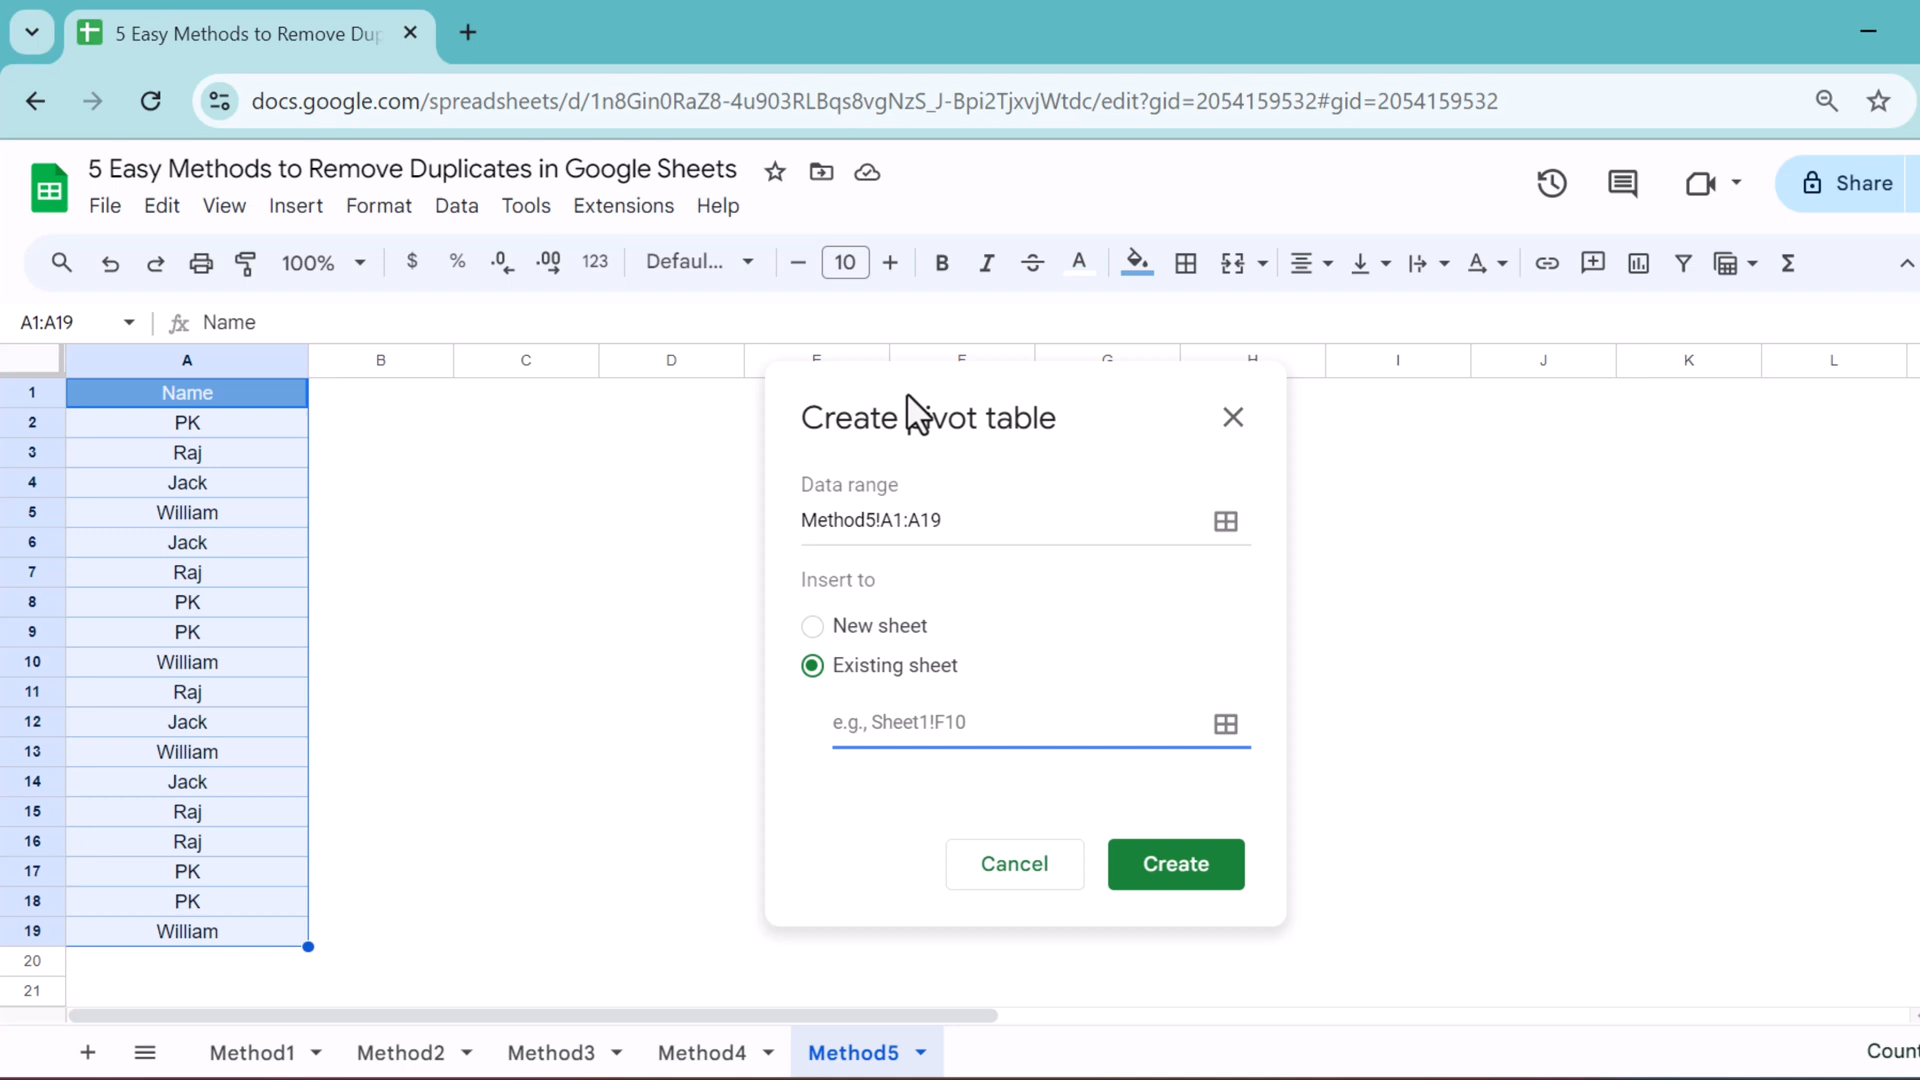 5 Easy Methods to Remove Dup
docs.google.com/spreadsheets/d/1n8Gin0RaZ8-4u903RLBqs8vgNzS_J-Bpi2TjxvjWtdc/edit?gid=2054159532#gid=2054159532
5 Easy Methods to Remove Duplicates in Google Sheets
Share
File Edit View Insert Format Data Tools Extensions Help
100% $ % .0 .00 123 Defaul... 10 B I A
A1:A19 fx Name
A B C D E F G H I J K L
1 Name
2 PK
3 Raj
4 Jack
5 William
6 Jack
7 Raj
8 PK
9 PK
10 William
11 Raj
12 Jack
13 William
14 Jack
15 Raj
16 Raj
17 PK
18 PK
19 William
20
21
Create pivot table
Data range
Method5!A1:A19
Insert to
New sheet
Existing sheet
e.g., Sheet1!F10
Cancel Create
Method1 Method2 Method3 Method4 Method5 Count